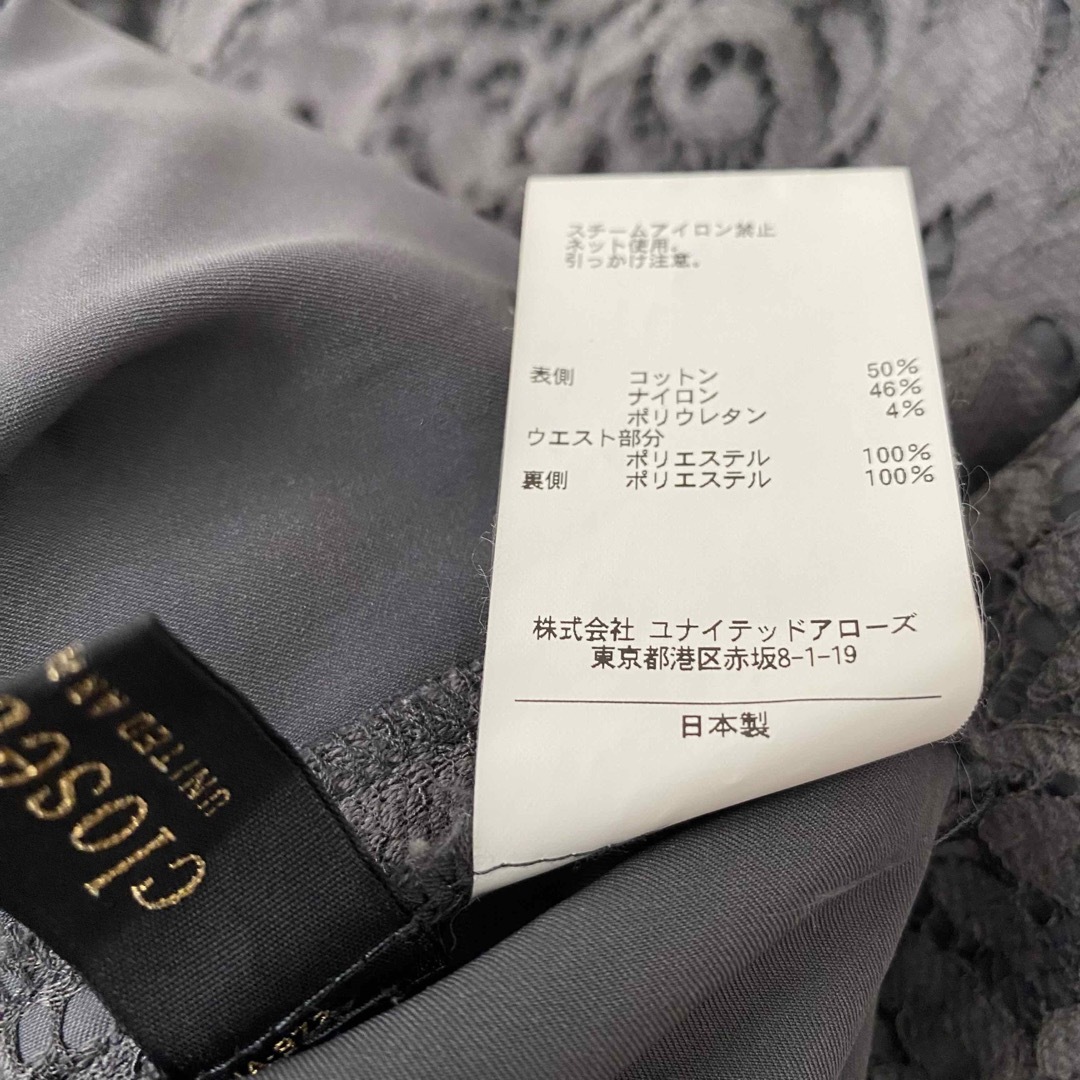 スチームアイロン禁止
ネット使用。
引っかけ注意。
表側 コットン 50%
ナイロン 46%
ポリウレタン 4%
ウエスト部分
ポリエステル 100%
裏側 ポリエステル 100%
株式会社 ユナイテッドアローズ
東京都港区赤坂8-1-19
日本製
UNITED